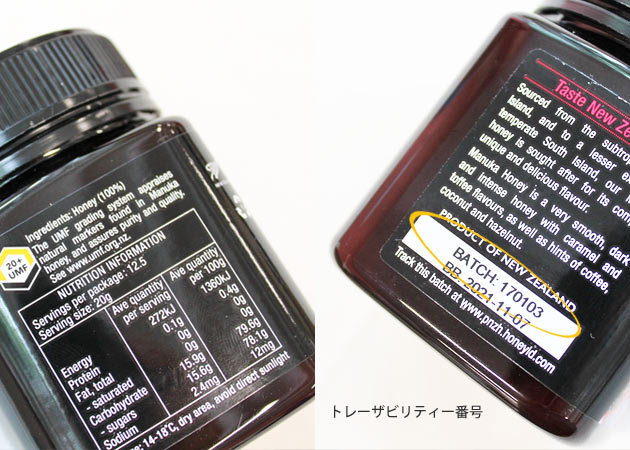 Ingredients: Honey (100%)
The UMF grading system appraises
natural markers found in Manuka
honey, and assures purity and quality.
See www.umf.org.nz.
20+
UMF
NUTRITION INFORMATION
Servings per package: 12.5
Serving size: 20g
Ave quantity per serving Ave quantity per 100g
Energy 272kJ 1360kJ
Protein 0.1g 0.4g
Fat, total 0g 0g
- saturated 0g 0g
Carbohydrate 15.9g 79.6g
- sugars 15.6g 78.1g
Sodium 2.4mg 12mg
14-18°C, dry area, avoid direct sunlight
Taste New
Sourced from the
Island, and to a lesser
temperate South Island, our
honey is sought after for its
unique and delicious flavour.
Manuka Honey is a very smooth, dark
and intense honey with caramel and
toffee flavours, as well as hints of coffee,
coconut and hazelnut.
PRODUCT OF NEW ZEALAND
BATCH: 170103
BB: 2021-11-07
Track this batch at www.pnzh.honeyid.com
トレーザビリティー番号